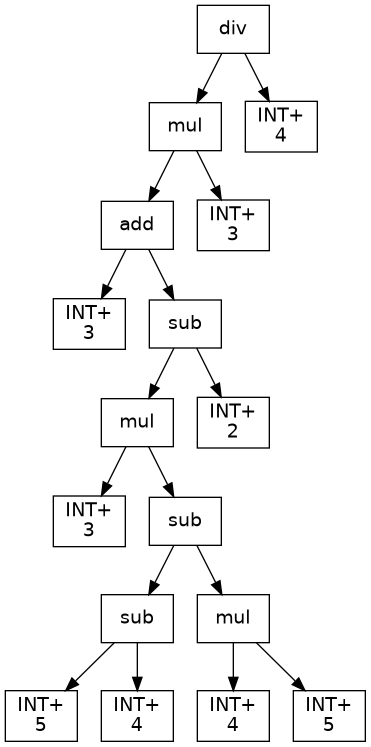 div
mul
INT+
4
add
INT+
3
INT+
3
sub
mul
INT+
2
INT+
3
sub
sub
mul
INT+
5
INT+
4
INT+
4
INT+
5